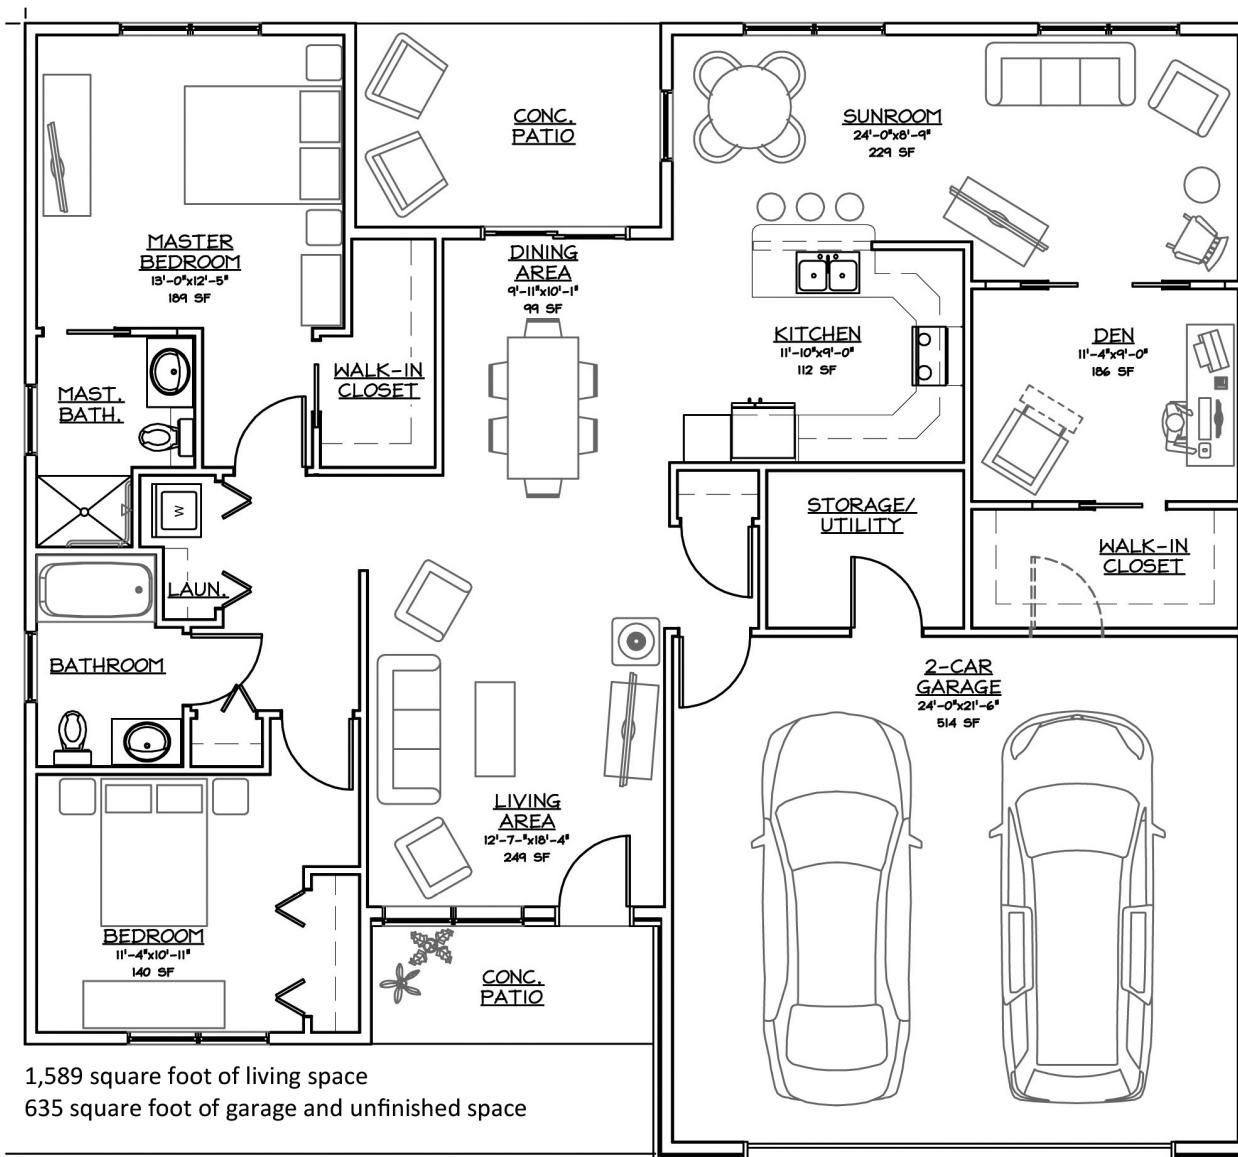 CONC.
PATIO
SUNROOM
24'-0"x8'-9"
229 SF
MASTER
BEDROOM
13'-0"x12'-5"
189 SF
DINING
AREA
9'-11"x10'-1"
99 SF
KITCHEN
11'-10"x9'-0"
112 SF
DEN
11'-4"x9'-0"
186 SF
WALK-IN
CLOSET
MAST.
BATH.
W
LAUN.
STORAGE/
UTILITY
WALK-IN
CLOSET
BATHROOM
2-CAR
GARAGE
24'-0"x21'-6"
514 SF
LIVING
AREA
12'-7-"x18'-4"
249 SF
BEDROOM
11'-4"x10'-11"
140 SF
CONC.
PATIO
1,589 square foot of living space
635 square foot of garage and unfinished space